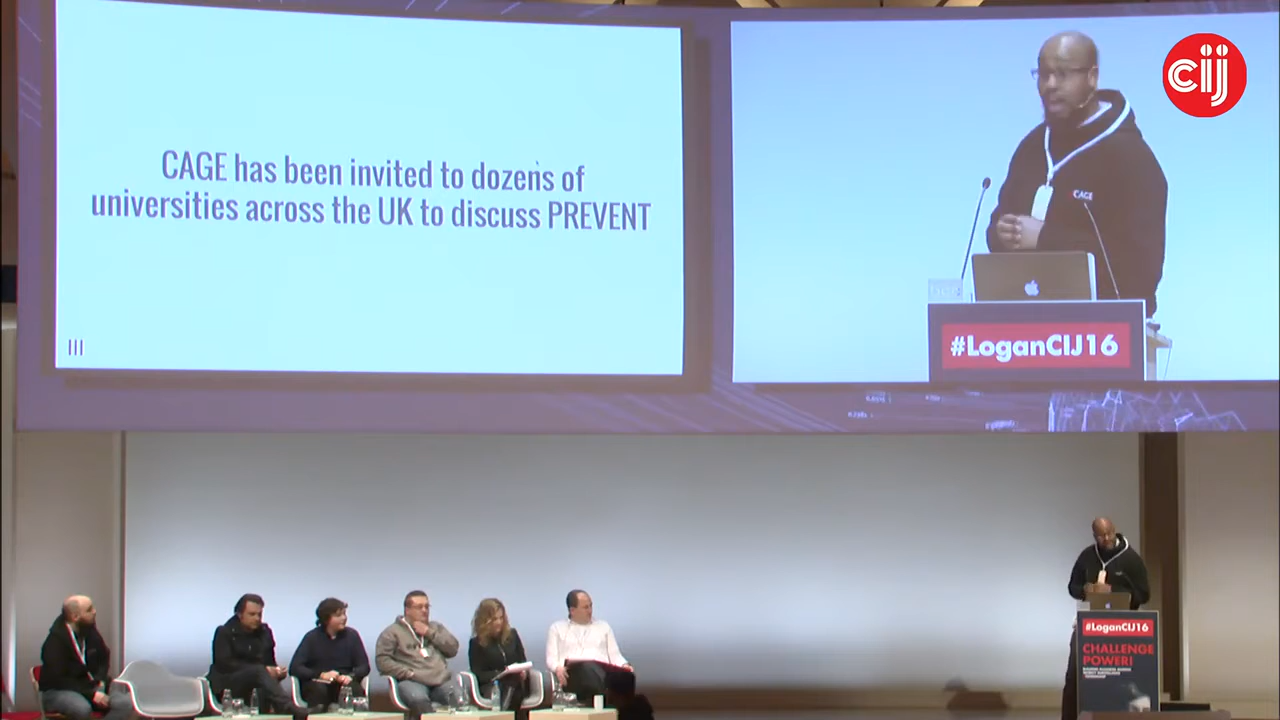 CAGE has been invited to dozens of
universities across the UK to discuss PREVENT
III
cij
CAGE
#LoganCIJ16
#LoganCIJ16
CHALLENGE
POWER!